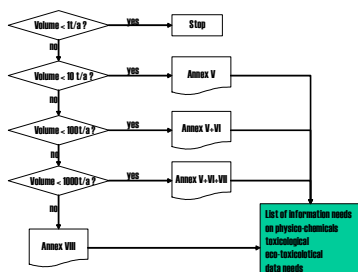 Volume < 1t/a ?
yes
Stop
no
Volume < 10 t/a ?
yes
Annex V
no
Volume < 100t/a ?
yes
Annex V+VI
no
Volume < 1000t/a ?
yes
Annex V+VI+VII
no
Annex VIII
List of information needs
on physico-chemicals
toxicological
eco-toxicolotical
data needs